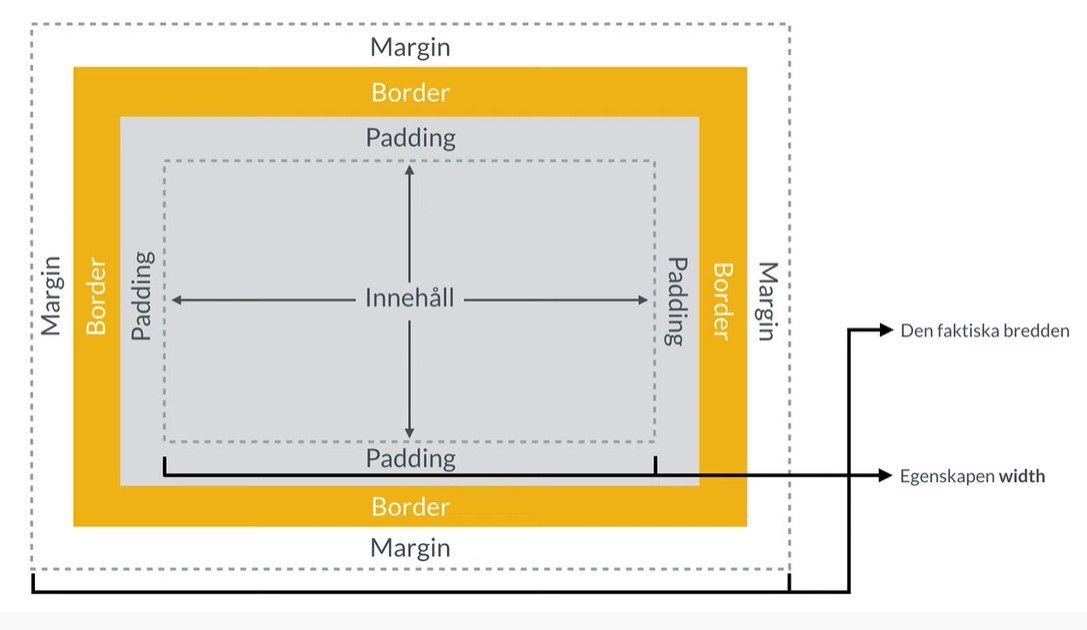 Margin
Border
Padding
Margin
Border
Padding
Innehåll
Padding
Border
Margin
Den faktiska bredden
Padding
Egenskapen width
Border
Margin